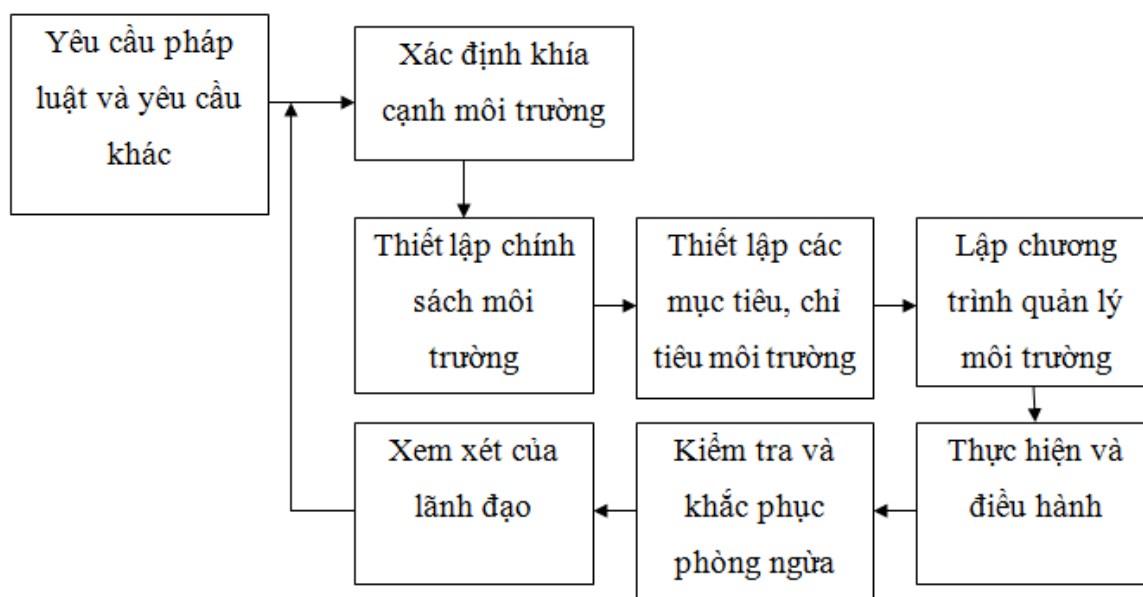 Yêu cầu pháp
luật và yêu cầu
khác
Xác định khía
cạnh môi trường
Thiết lập chính
sách môi
trường
Thiết lập các
mục tiêu, chỉ
tiêu môi trường
Lập chương
trình quản lý
môi trường
Thực hiện và
điều hành
Kiểm tra và
khắc phục
phòng ngừa
Xem xét của
lãnh đạo